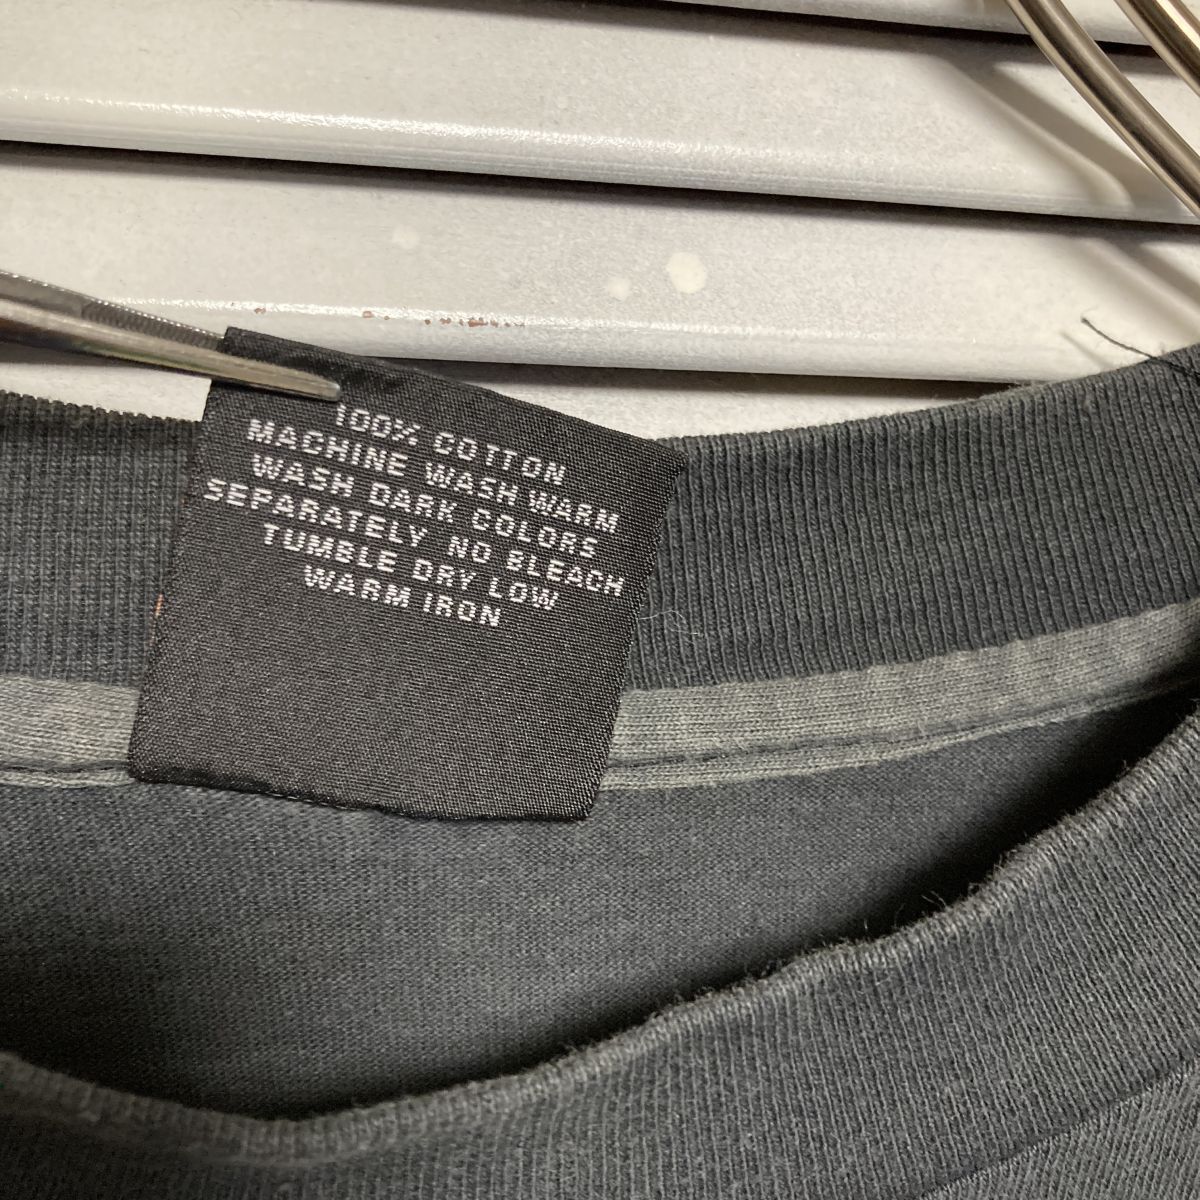 100% COTTON
MACHINE WASH WARM
WASH DARK COLORS
SEPARATELY NO BLEACH
TUMBLE DRY LOW
WARM IRON